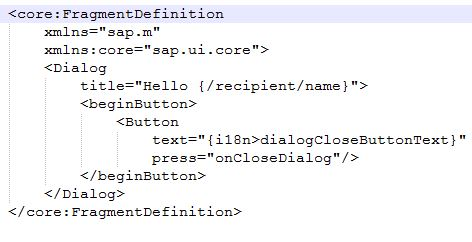 <core:FragmentDefinition
xmlns="sap.m"
xmlns:core="sap.ui.core">
<Dialog
title="Hello {/recipient/name}">
<beginButton>
<Button
text="{i18n>dialogCloseButtonText}"
press="onCloseDialog"/>
</beginButton>
</Dialog>
</core:FragmentDefinition>